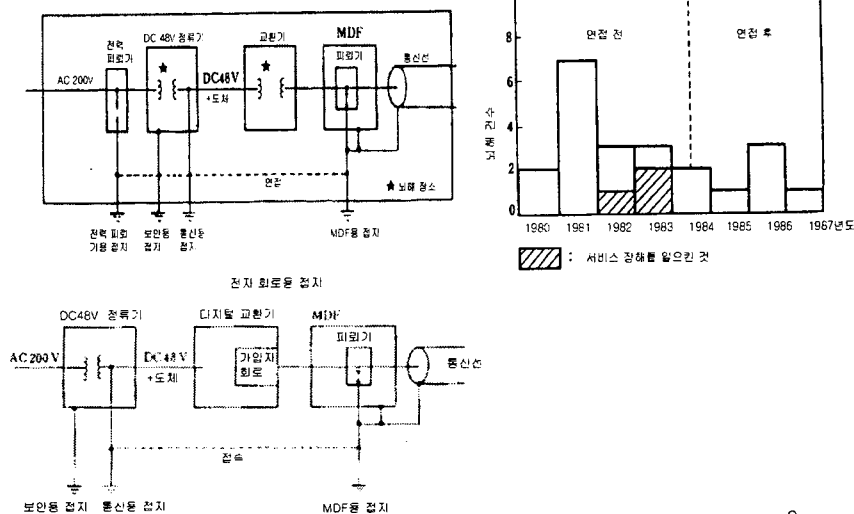 전력
피뢰기
DC 48V 정류기
교환기
MDF
피뢰기
통신선
AC 200V
DC48V
+도체
연접
★ 뇌해 장소
전력 피뢰
기용 접지
보안용
접지
통신용
접지
MDF용 접지
연접 전
연접 후
뇌해 건수
8
6
4
2
0
1980
1981
1982
1983
1984
1985
1986
1967년도
: 서비스 장해를 일으킨 것
전자 회로용 접지
DC48V 정류기
디지털 교환기
MDF
피뢰기
AC 200 V
DC 48 V
+도체
가입자
회로
통신선
접속
보안용 접지
통신용 접지
MDF용 접지